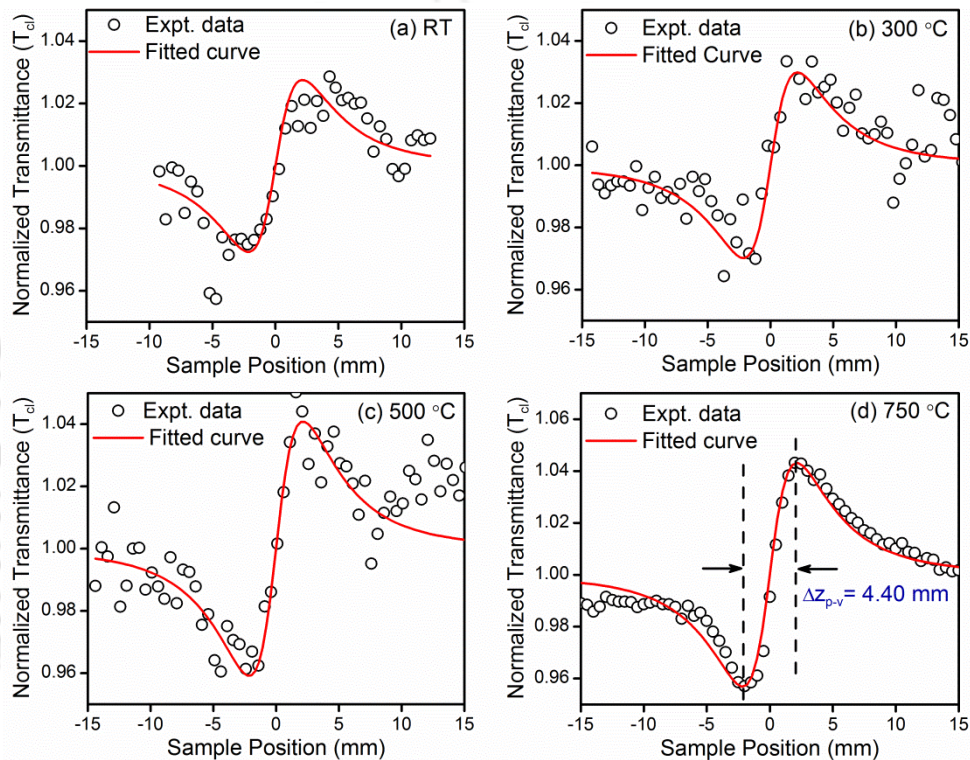 Expt. data
Fitted curve
(a) RT
1.04
1.02
1.00
0.98
0.96
Normalized Transmittance (T_cl)
-15 -10 -5 0 5 10 15
Sample Position (mm)
Expt. data
Fitted Curve
(b) 300 °C
1.04
1.02
1.00
0.98
0.96
Normalized Transmittance (T_cl)
-15 -10 -5 0 5 10 15
Sample Position (mm)
Expt. data
Fitted curve
(c) 500 °C
1.04
1.02
1.00
0.98
0.96
Normalized Transmittance (T_cl)
-15 -10 -5 0 5 10 15
Sample Position (mm)
Expt. data
Fitted curve
(d) 750 °C
1.06
1.04
1.02
1.00
0.98
0.96
Normalized Transmittance (T_cl)
Δz_p-v= 4.40 mm
-15 -10 -5 0 5 10 15
Sample Position (mm)